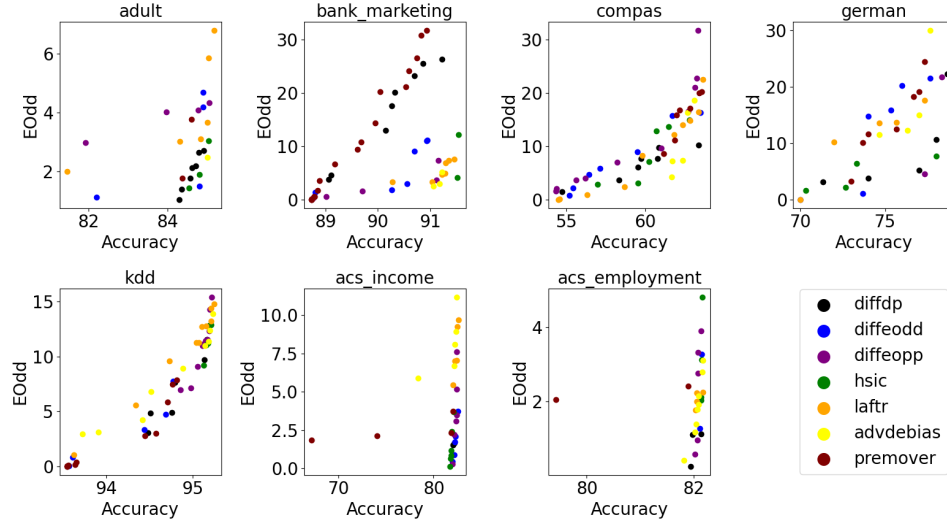 adult
bank_marketing
compas
german
6
4
2
82
84
EOdd
Accuracy
30
20
10
0
89
90
91
EOdd
Accuracy
30
20
10
0
55
60
EOdd
Accuracy
30
20
10
0
70
75
EOdd
Accuracy
kdd
acs_income
acs_employment
15
10
5
0
94
95
EOdd
Accuracy
10.0
7.5
5.0
2.5
0.0
70
80
EOdd
Accuracy
4
2
80
82
EOdd
Accuracy
diffdp
diffeodd
diffeopp
hsic
laftr
advdebias
premover